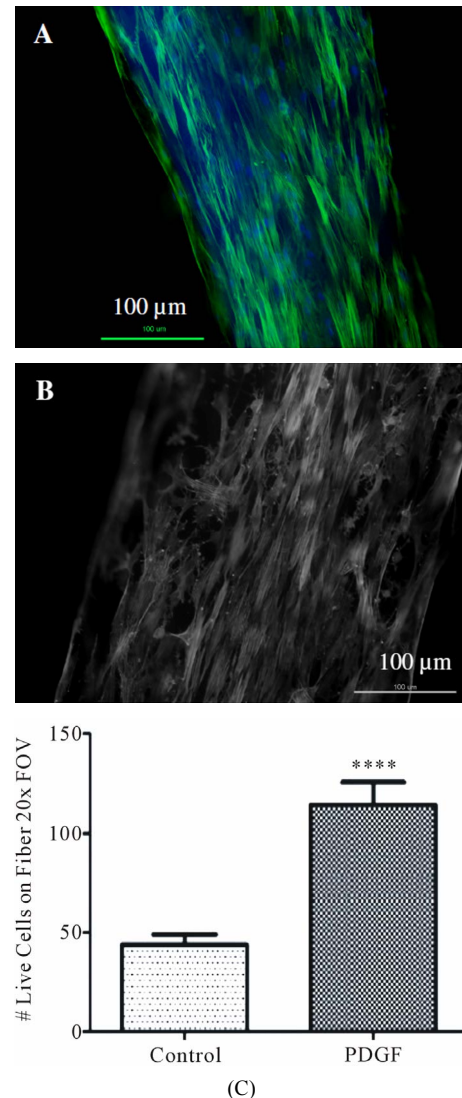 A
100 µm
100 um
B
100 µm
100 um
# Live Cells on Fiber 20x FOV
150
100
50
0
****
Control
PDGF
(C)